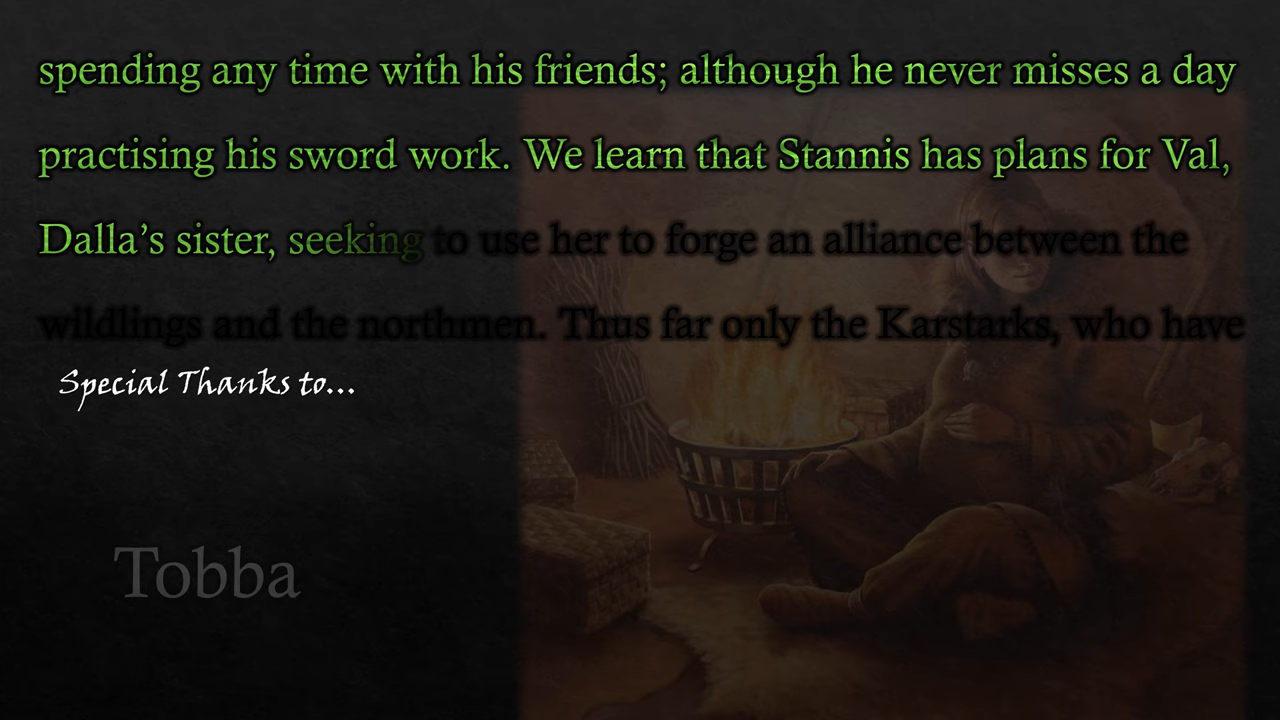 spending any time with his friends; although he never misses a day
practising his sword work. We learn that Stannis has plans for Val,
Dalla’s sister, seeking to use her to forge an alliance between the
wildlings and the northmen. Thus far only the Karstarks, who have
Special Thanks to...
Tobba